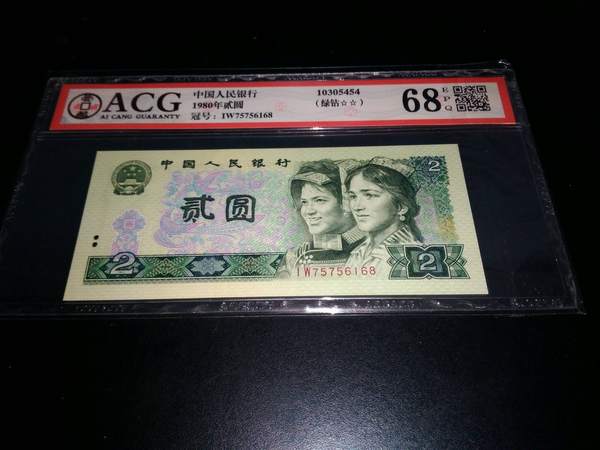 ACG
AI CANG GUARANTY
中国人民银行
1980年贰圆
冠号：IW75756168
10305454
（绿钻☆☆）
68 EPQ
中国人民银行
贰圆
2
IW75756168
2
2